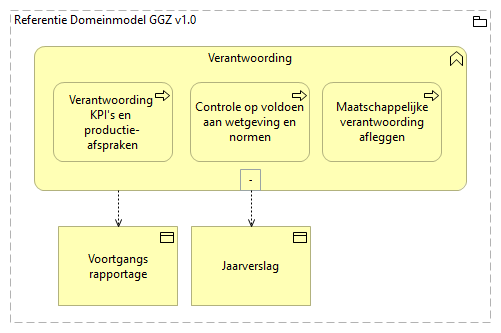 Referentie Domeinmodel GGZ v1.0
Verantwoording
Verantwoording
KPI's en
productie-
afspraken
Controle op voldoen
aan wetgeving en
normen
Maatschappelijke
verantwoording
afleggen
-
Voortgangs
rapportage
Jaarverslag